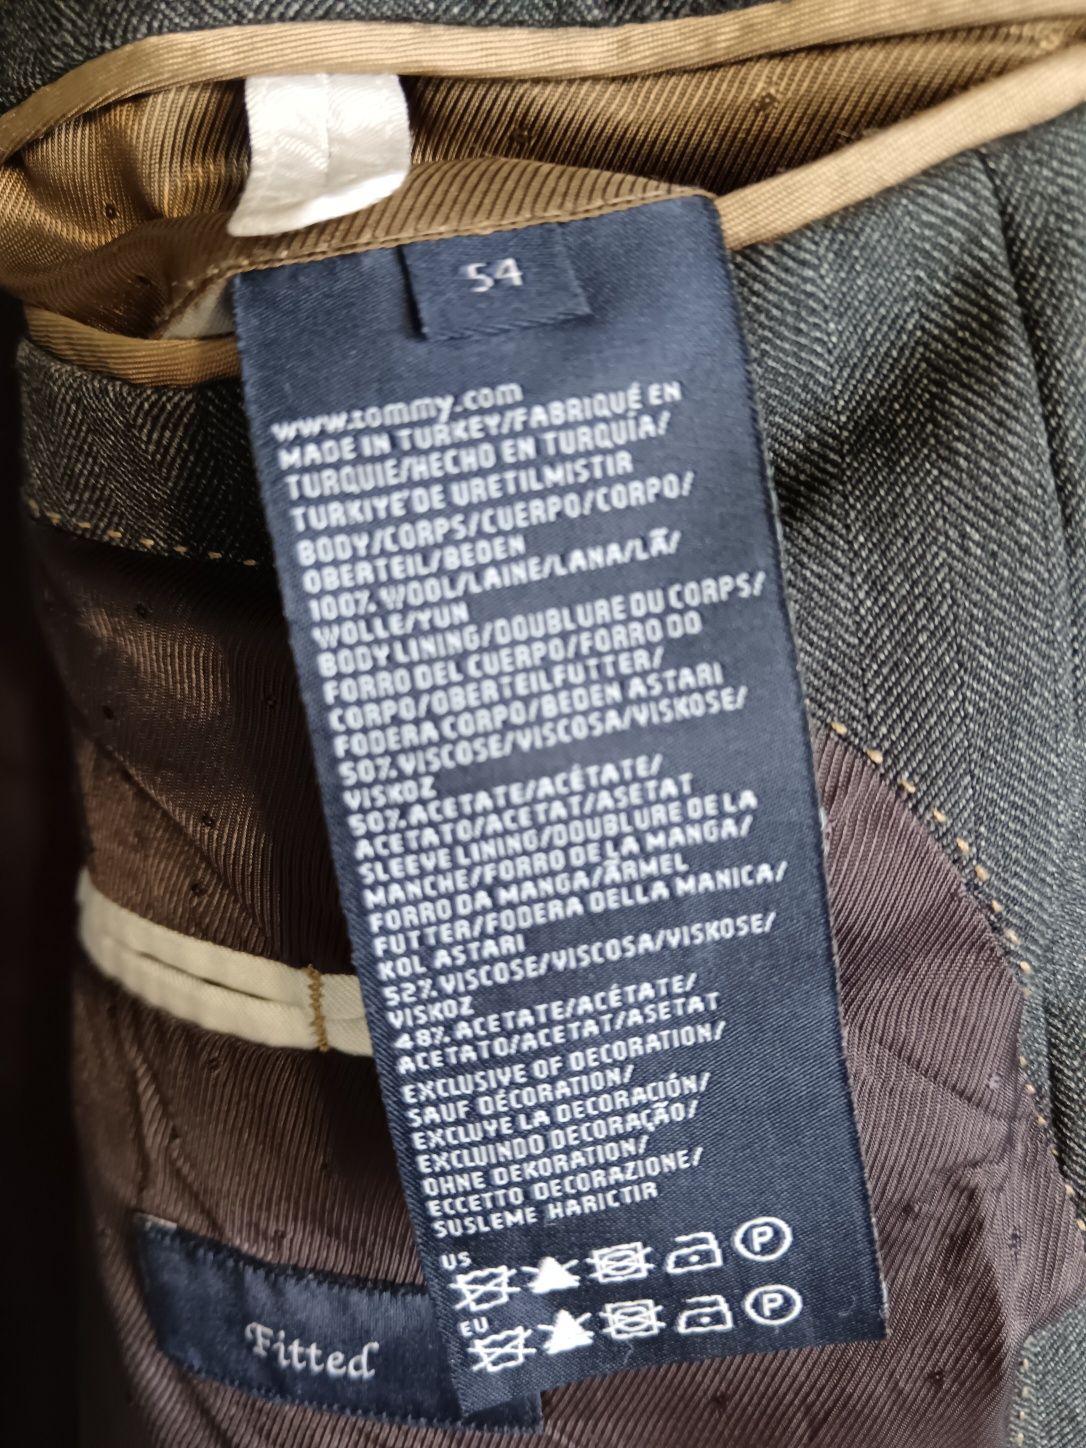 54
www.tommy.com
MADE IN TURKEY/FABRIQUÉ EN
TURQUIE/HECHO EN TURQUÍA/
TURKIYE'DE URETILMISTIR
BODY/CORPS/CUERPO/CORPO/
OBERTEIL/BEDEN
100% WOOL/LAINE/LANA/LÃ/
WOLLE/YUN
BODY LINING/DOUBLURE DU CORPS/
FORRO DEL CUERPO/FORRO DO
CORPO/OBERTEILFUTTER/
FODERA CORPO/BEDEN ASTARI
50% VISCOSE/VISCOSA/VISKOSE/
VISKOZ
50% ACETATE/ACÉTATE/
ACETATO/ACETAT/ASETAT
SLEEVE LINING/DOUBLURE DE LA
MANCHE/FORRO DE LA MANGA/
FORRO DA MANGA/ÄRMEL
FUTTER/FODERA DELLA MANICA/
KOL ASTARI
52% VISCOSE/VISCOSA/VISKOSE/
VISKOZ
48% ACETATE/ACÉTATE/
ACETATO/ACETAT/ASETAT
EXCLUSIVE OF DECORATION/
SAUF DÉCORATION/
EXCLUYE LA DECORACIÓN/
EXCLUINDO DECORAÇÃO/
OHNE DEKORATION/
ECCETTO DECORAZIONE/
SUSLEME HARICTIR
US
P
EU
P
Fitted